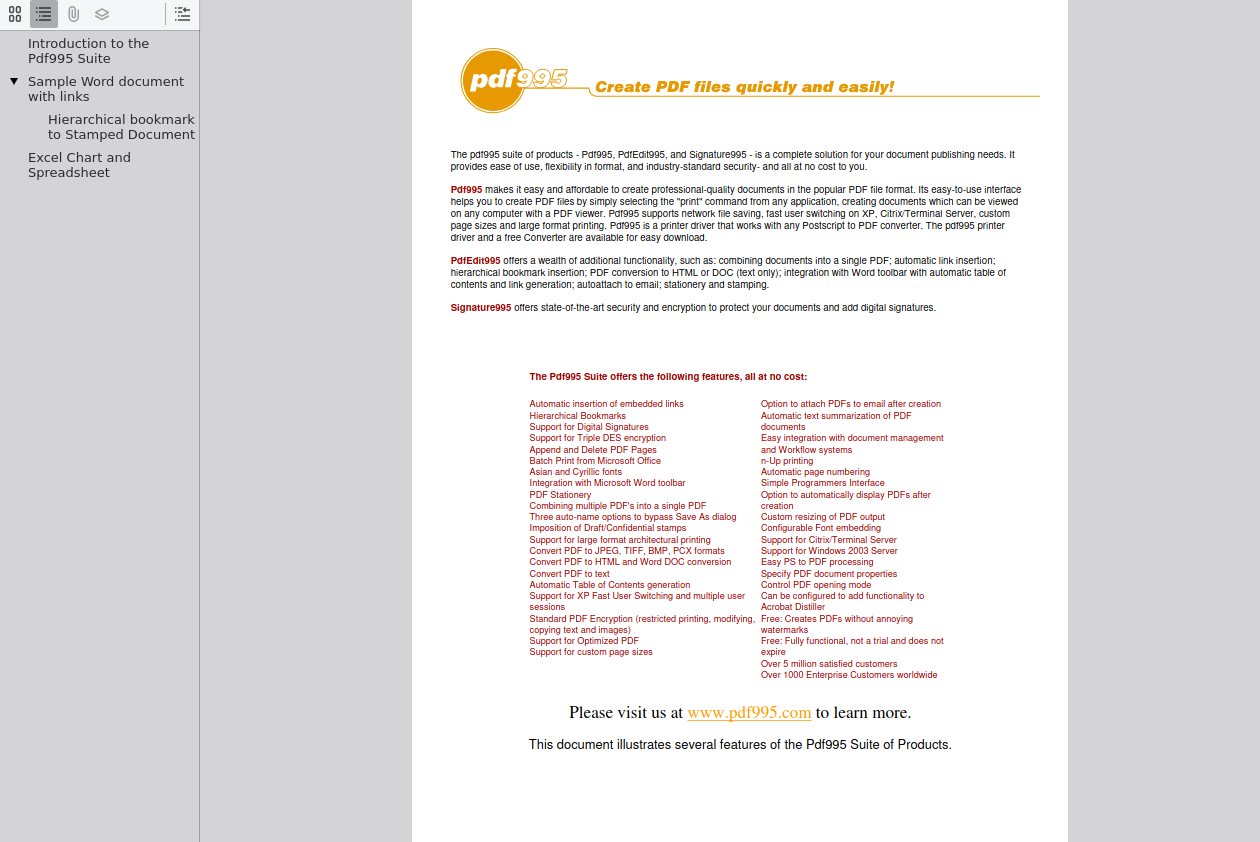 Introduction to the
Pdf995 Suite
Sample Word document
with links
Hierarchical bookmark
to Stamped Document
Excel Chart and
Spreadsheet
pdf995
Create PDF files quickly and easily!
The pdf995 suite of products - Pdf995, PdfEdit995, and Signature995 - is a complete solution for your document publishing needs. It
provides ease of use, flexibility in format, and industry-standard security- and all at no cost to you.
Pdf995 makes it easy and affordable to create professional-quality documents in the popular PDF file format. Its easy-to-use interface
helps you to create PDF files by simply selecting the "print" command from any application, creating documents which can be viewed
on any computer with a PDF viewer. Pdf995 supports network file saving, fast user switching on XP, Citrix/Terminal Server, custom
page sizes and large format printing. Pdf995 is a printer driver that works with any Postscript to PDF converter. The pdf995 printer
driver and a free Converter are available for easy download.
PdfEdit995 offers a wealth of additional functionality, such as: combining documents into a single PDF; automatic link insertion;
hierarchical bookmark insertion; PDF conversion to HTML or DOC (text only); integration with Word toolbar with automatic table of
contents and link generation; autoattach to email; stationery and stamping.
Signature995 offers state-of-the-art security and encryption to protect your documents and add digital signatures.
The Pdf995 Suite offers the following features, all at no cost:
Automatic insertion of embedded links
Hierarchical Bookmarks
Support for Digital Signatures
Support for Triple DES encryption
Append and Delete PDF Pages
Batch Print from Microsoft Office
Asian and Cyrillic fonts
Integration with Microsoft Word toolbar
PDF Stationery
Combining multiple PDF's into a single PDF
Three auto-name options to bypass Save As dialog
Imposition of Draft/Confidential stamps
Support for large format architectural printing
Convert PDF to JPEG, TIFF, BMP, PCX formats
Convert PDF to HTML and Word DOC conversion
Convert PDF to text
Automatic Table of Contents generation
Support for XP Fast User Switching and multiple user
sessions
Standard PDF Encryption (restricted printing, modifying,
copying text and images)
Support for Optimized PDF
Support for custom page sizes
Option to attach PDFs to email after creation
Automatic text summarization of PDF
documents
Easy integration with document management
and Workflow systems
n-Up printing
Automatic page numbering
Simple Programmers Interface
Option to automatically display PDFs after
creation
Custom resizing of PDF output
Configurable Font embedding
Support for Citrix/Terminal Server
Support for Windows 2003 Server
Easy PS to PDF processing
Specify PDF document properties
Control PDF opening mode
Can be configured to add functionality to
Acrobat Distiller
Free: Creates PDFs without annoying
watermarks
Free: Fully functional, not a trial and does not
expire
Over 5 million satisfied customers
Over 1000 Enterprise Customers worldwide
Please visit us at www.pdf995.com to learn more.
This document illustrates several features of the Pdf995 Suite of Products.